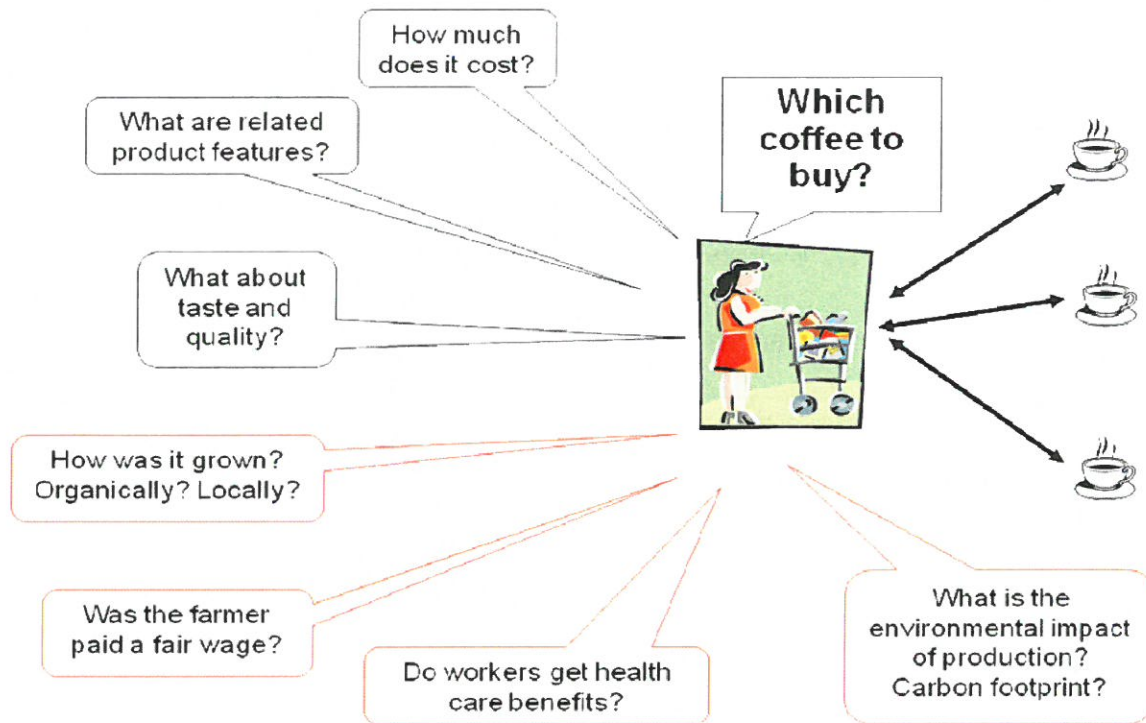 How much
does it cost?
Which
coffee to
buy?
What are related
product features?
What about
taste and
quality?
How was it grown?
Organically? Locally?
Was the farmer
paid a fair wage?
Do workers get health
care benefits?
What is the
environmental impact
of production?
Carbon footprint?